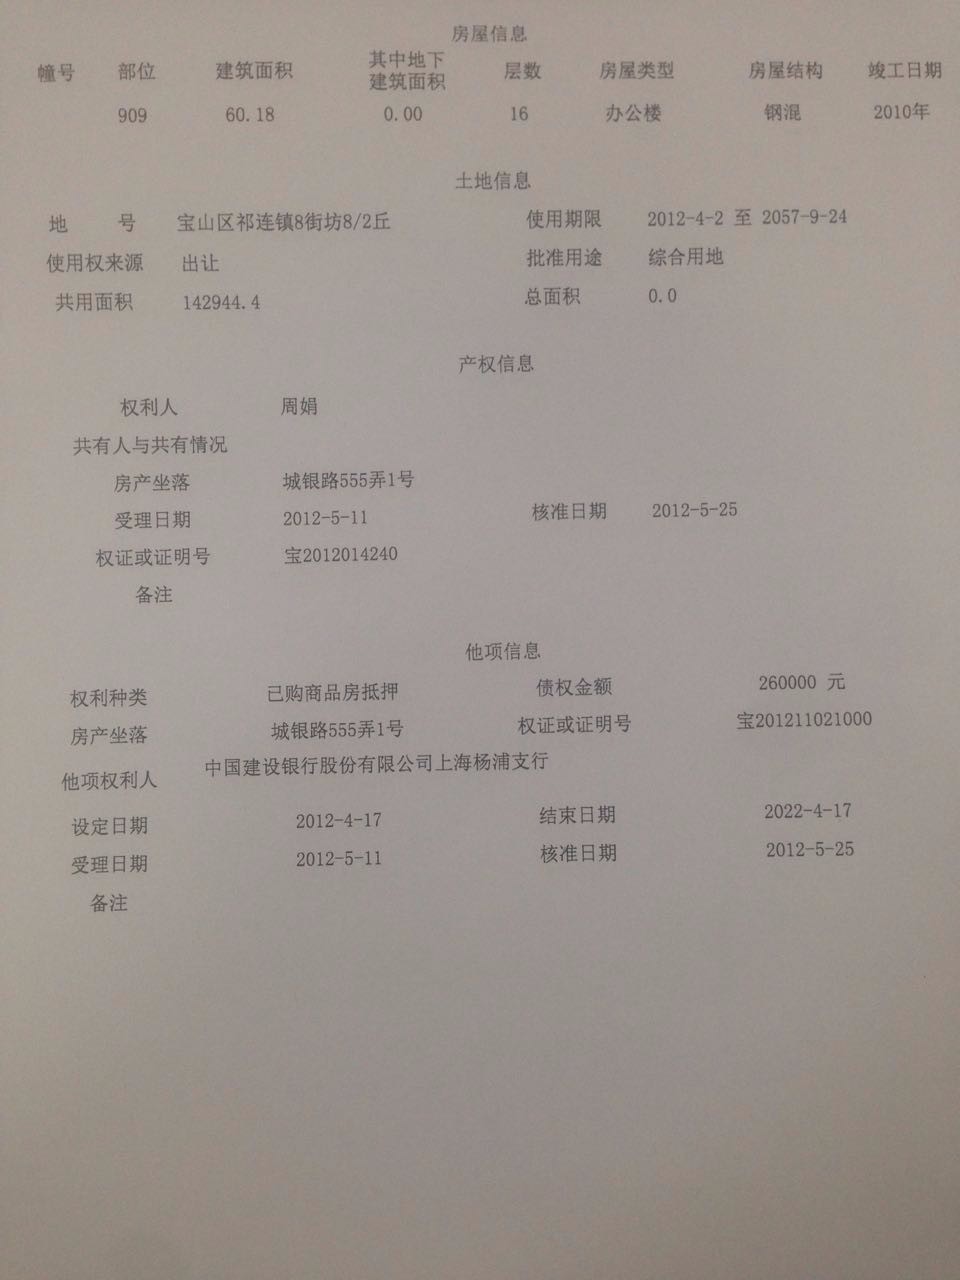 房屋信息
幢号 部位 建筑面积 其中地下建筑面积 层数 房屋类型 房屋结构 竣工日期
909 60.18 0.00 16 办公楼 钢混 2010年
土地信息
地 号 宝山区祁连镇8街坊8/2丘 使用期限 2012-4-2 至 2057-9-24
使用权来源 出让 批准用途 综合用地
共用面积 142944.4 总面积 0.0
产权信息
权利人 周娟
共有人与共有情况
房产坐落 城银路555弄1号
受理日期 2012-5-11 核准日期 2012-5-25
权证或证明号 宝2012014240
备注
他项信息
权利种类 已购商品房抵押 债权金额 260000 元
房产坐落 城银路555弄1号 权证或证明号 宝201211021000
他项权利人 中国建设银行股份有限公司上海杨浦支行
设定日期 2012-4-17 结束日期 2022-4-17
受理日期 2012-5-11 核准日期 2012-5-25
备注